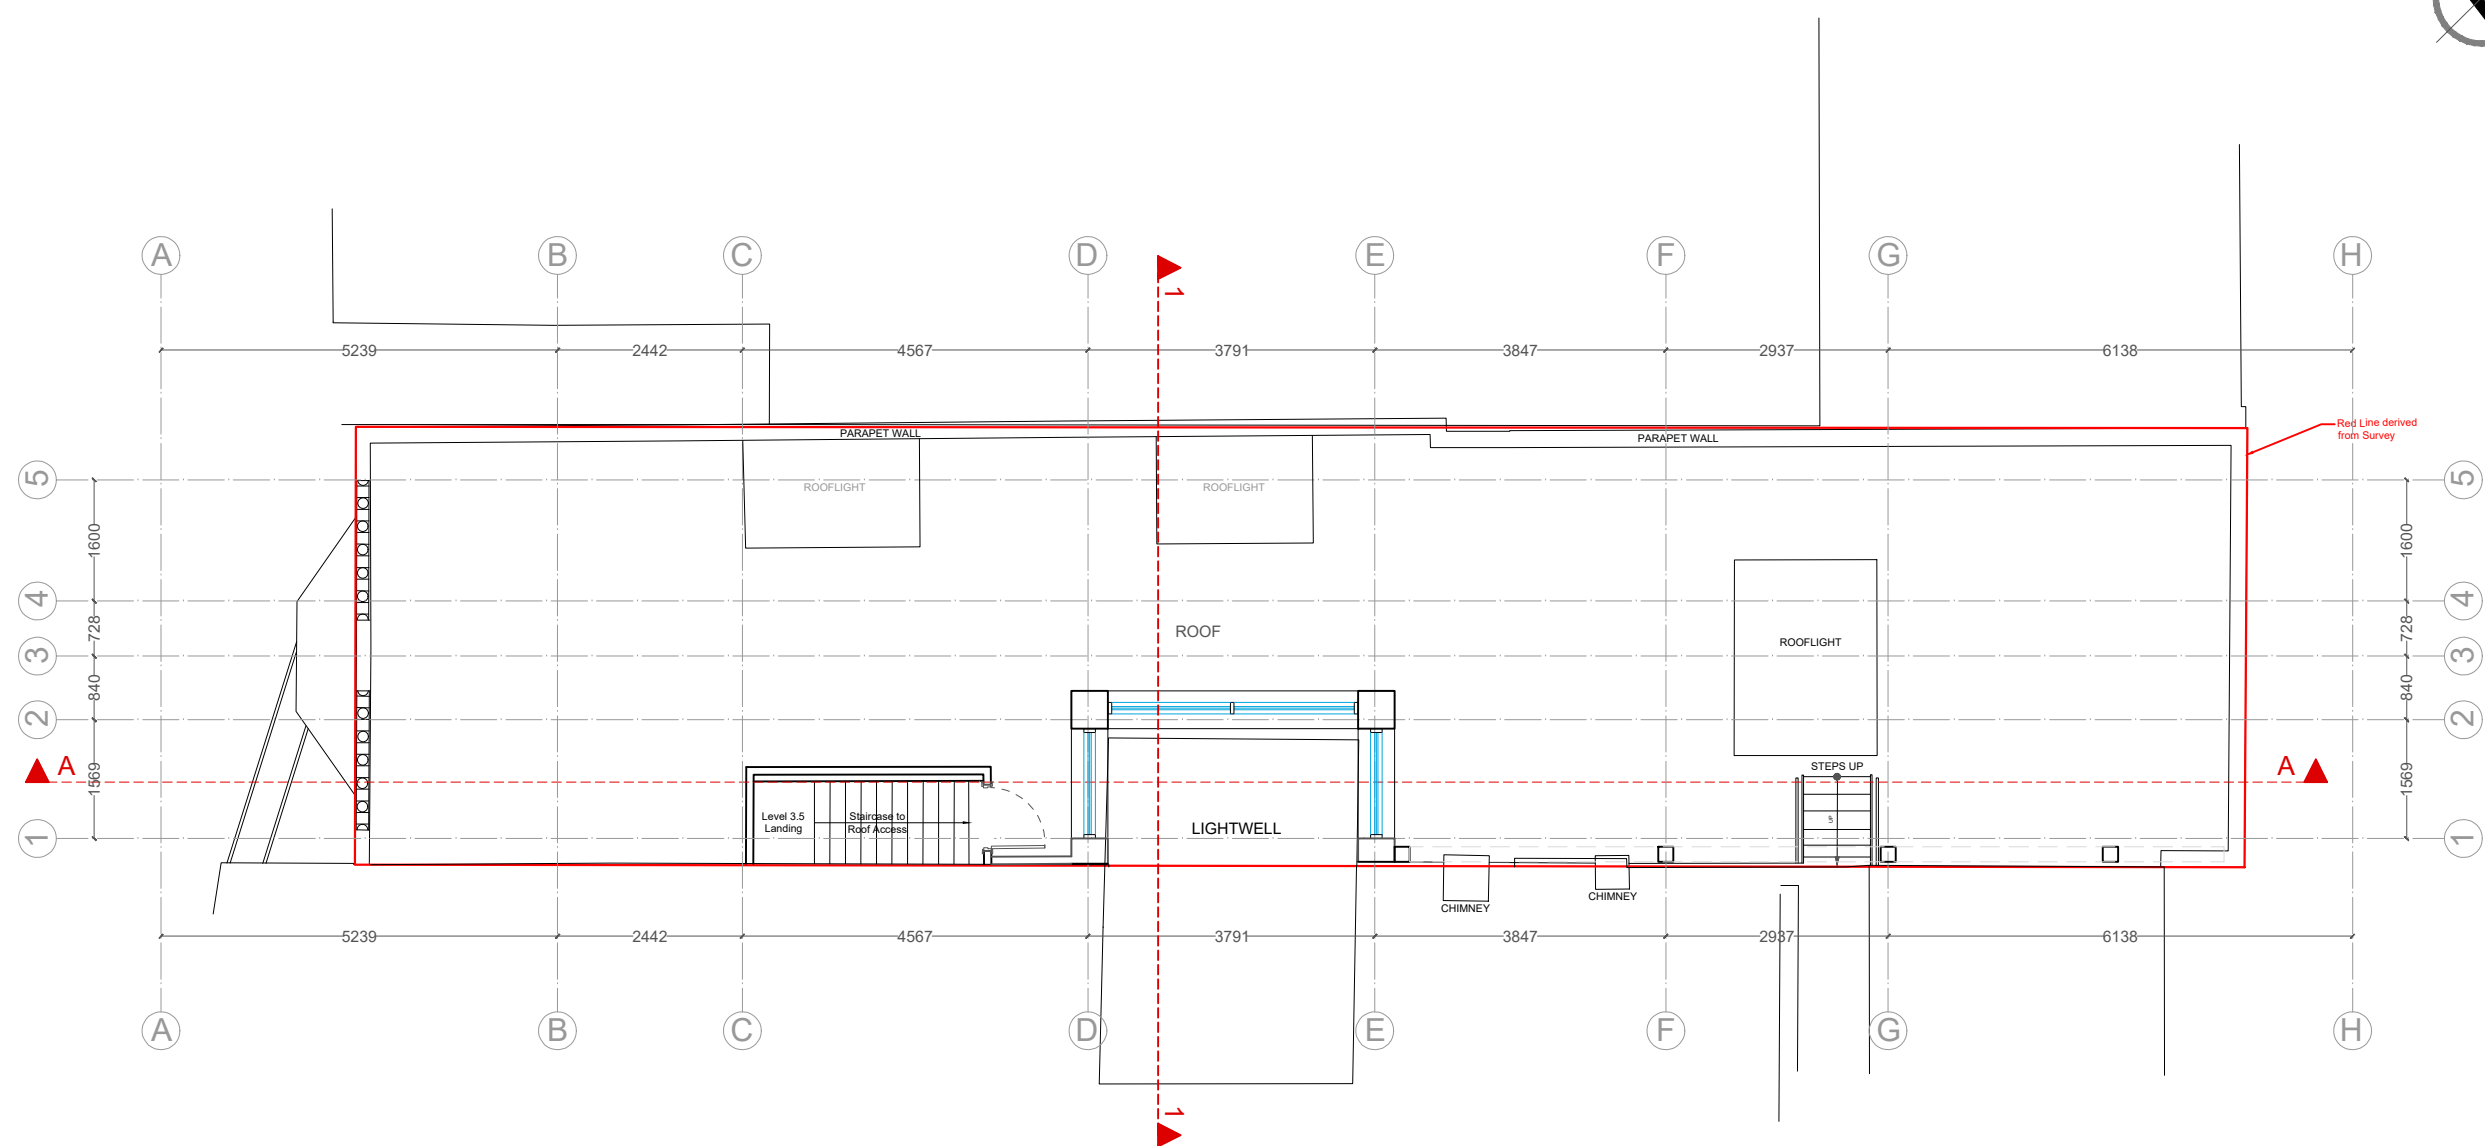 A B C D E F G H
1
5239 2442 4567 3791 3847 2937 6138
PARAPET WALL
PARAPET WALL
Red Line derived
from Survey
5 5
ROOFLIGHT
ROOFLIGHT
1600 1600
4 4
728 728
ROOF
ROOFLIGHT
3 3
840 840
2 2
A A
STEPS UP
1569 1569
Level 3.5
Landing
Staircase to
Roof Access
UP
LIGHTWELL
1 1
CHIMNEY
CHIMNEY
5239 2442 4567 3791 3847 2937 6138
A B C D E F G H
1